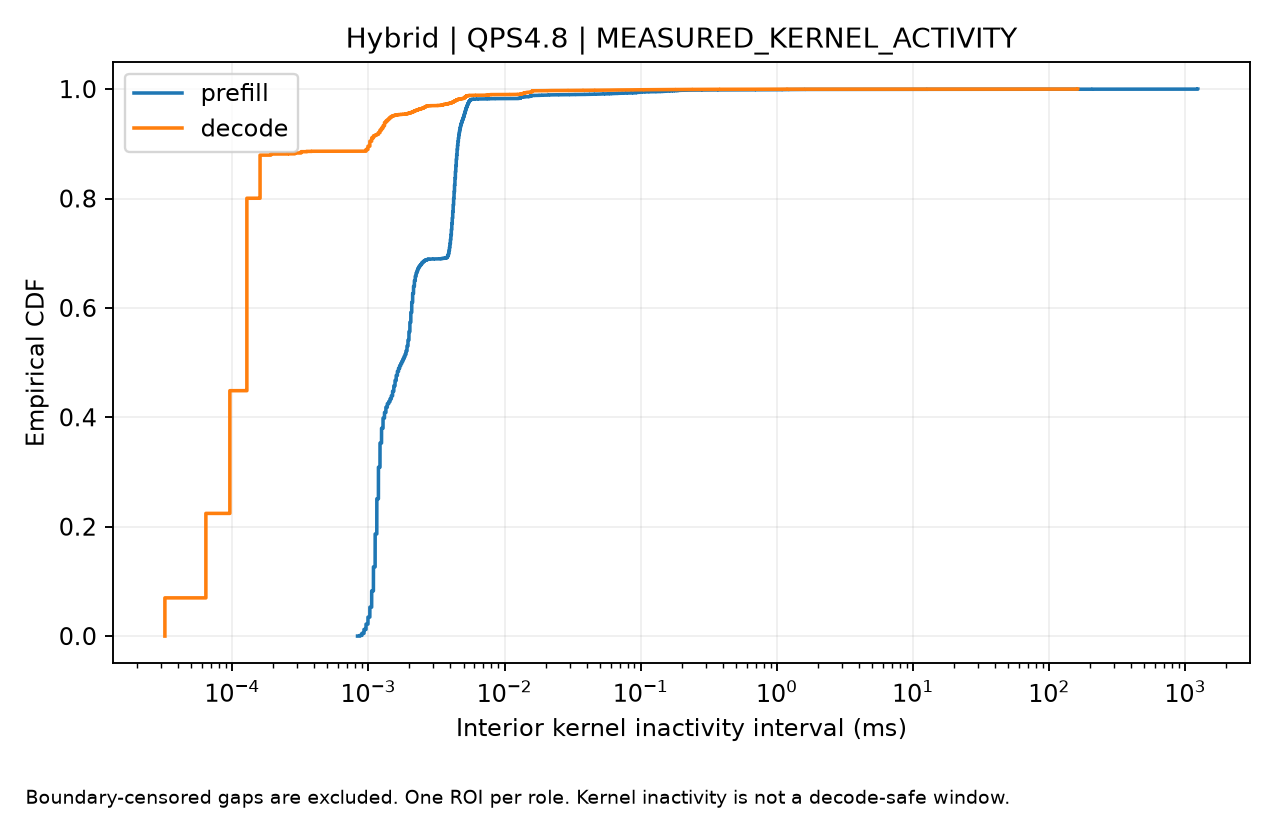 Hybrid | QPS4.8 | MEASURED_KERNEL_ACTIVITY
prefill
decode
Empirical CDF
1.0
0.8
0.6
0.4
0.2
0.0
10⁻⁴ 10⁻³ 10⁻² 10⁻¹ 10⁰ 10¹ 10² 10³
Interior kernel inactivity interval (ms)
Boundary-censored gaps are excluded. One ROI per role. Kernel inactivity is not a decode-safe window.